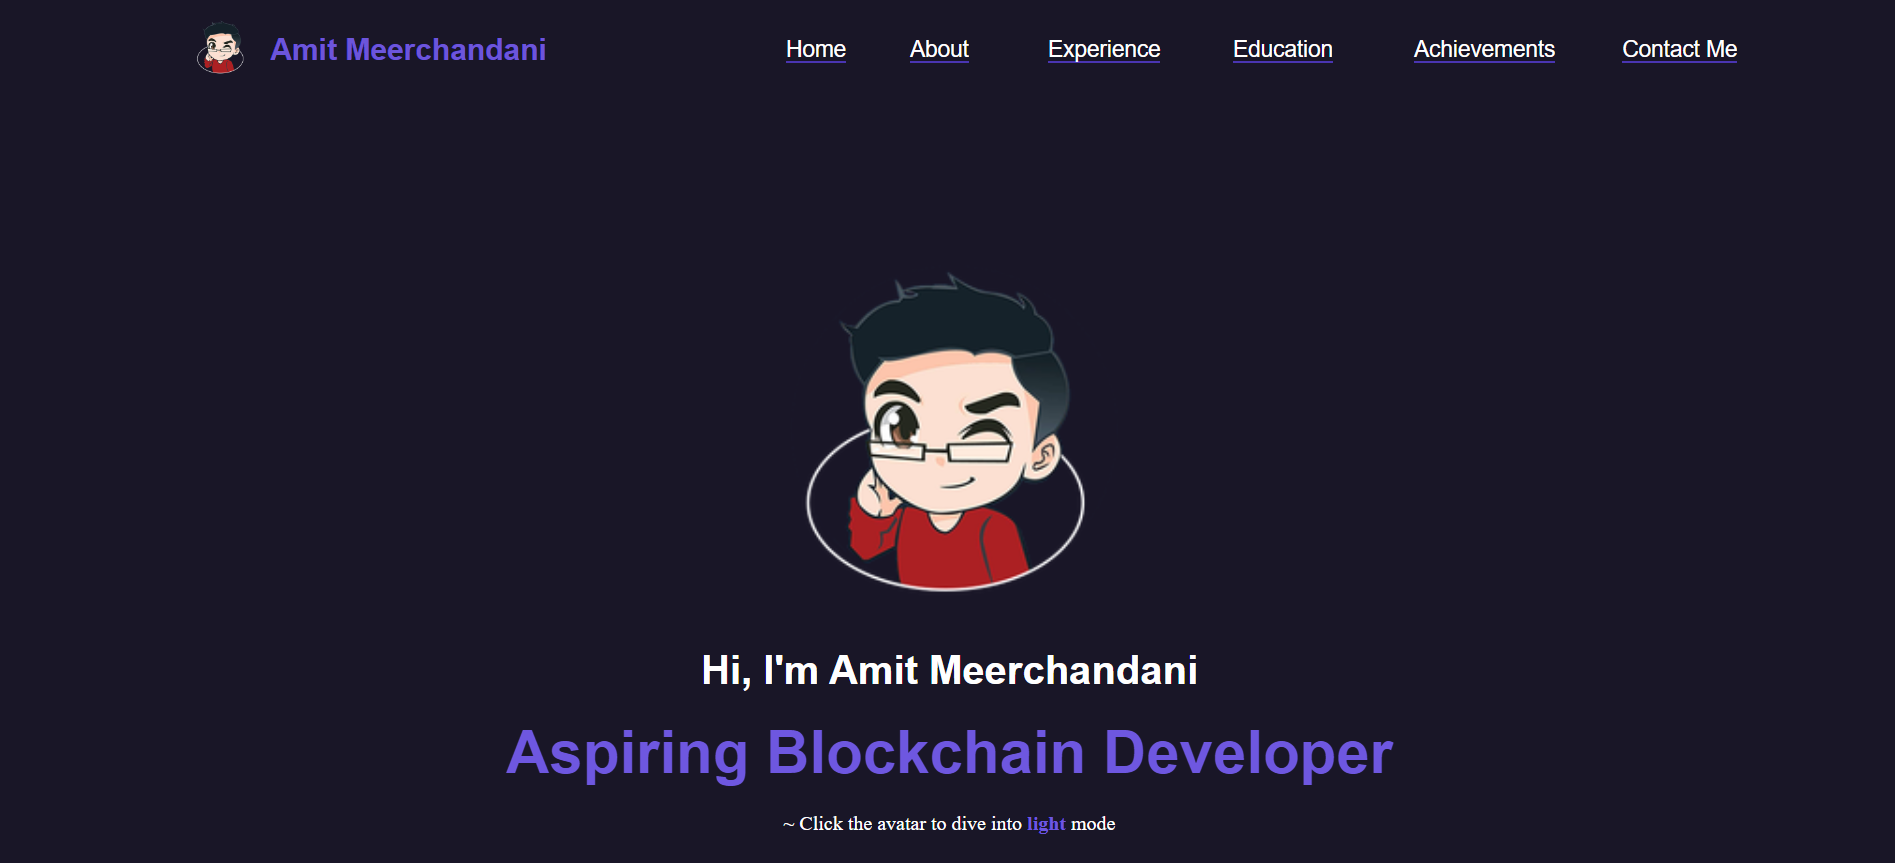 Amit Meerchandani
Home About Experience Education Achievements Contact Me
Hi, I'm Amit Meerchandani
Aspiring Blockchain Developer
~ Click the avatar to dive into light mode